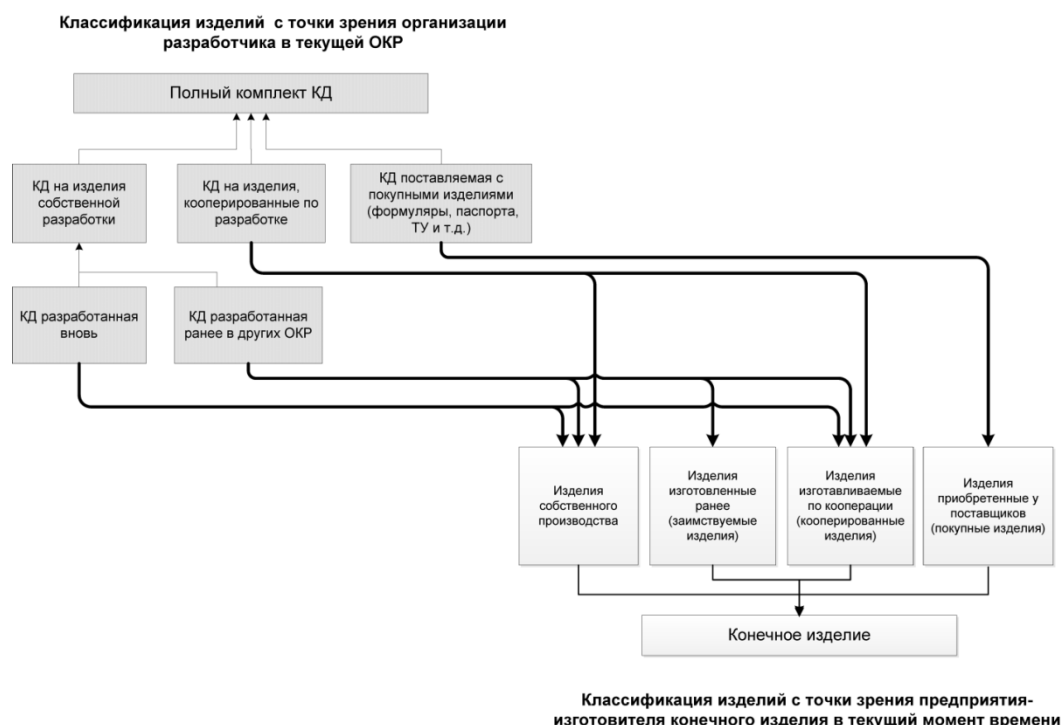 Классификация изделий с точки зрения организации
разработчика в текущей ОКР
Полный комплект КД
КД на изделия
собственной
разработки
КД на изделия,
кооперированные по
разработке
КД поставляемая с
покупными изделиями
(формуляры, паспорта,
ТУ и т.д.)
КД разработанная
вновь
КД разработанная
ранее в других ОКР
Изделия
собственного
производства
Изделия
изготовленные
ранее
(заимствуемые
изделия)
Изделия
изготавливаемые
по кооперации
(кооперированные
изделия)
Изделия
приобретенные у
поставщиков
(покупные изделия)
Конечное изделие
Классификация изделий с точки зрения предприятия-
изготовителя конечного изделия в текущий момент времени